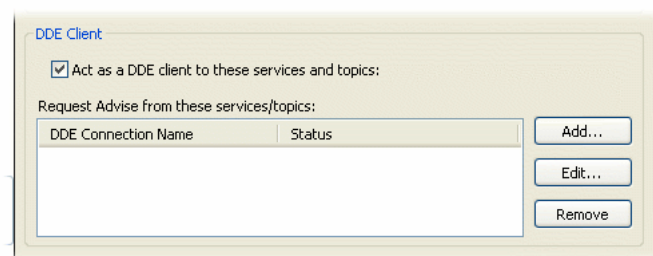 DDE Client
Act as a DDE client to these services and topics:
Request Advise from these services/topics:
DDE Connection Name Status
Add...
Edit...
Remove